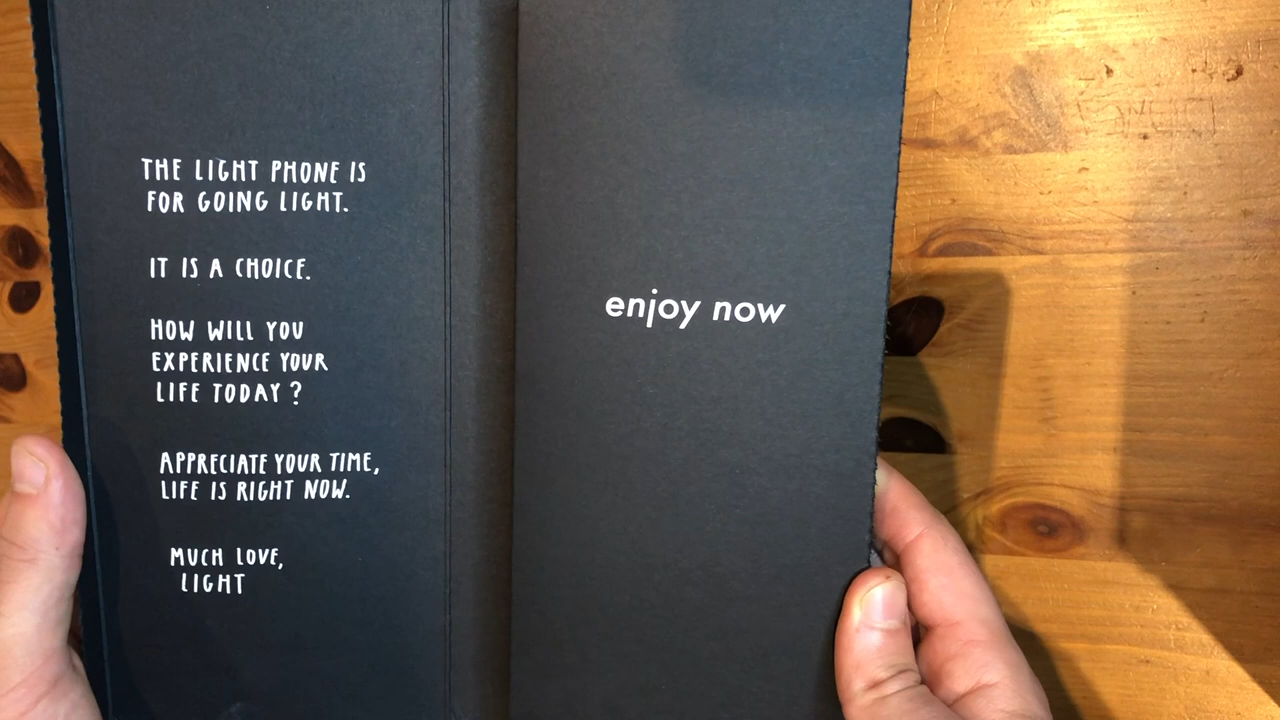 THE LIGHT PHONE IS
FOR GOING LIGHT.
IT IS A CHOICE.
HOW WILL YOU
EXPERIENCE YOUR
LIFE TODAY?
APPRECIATE YOUR TIME,
LIFE IS RIGHT NOW.
MUCH LOVE,
LIGHT
enjoy now